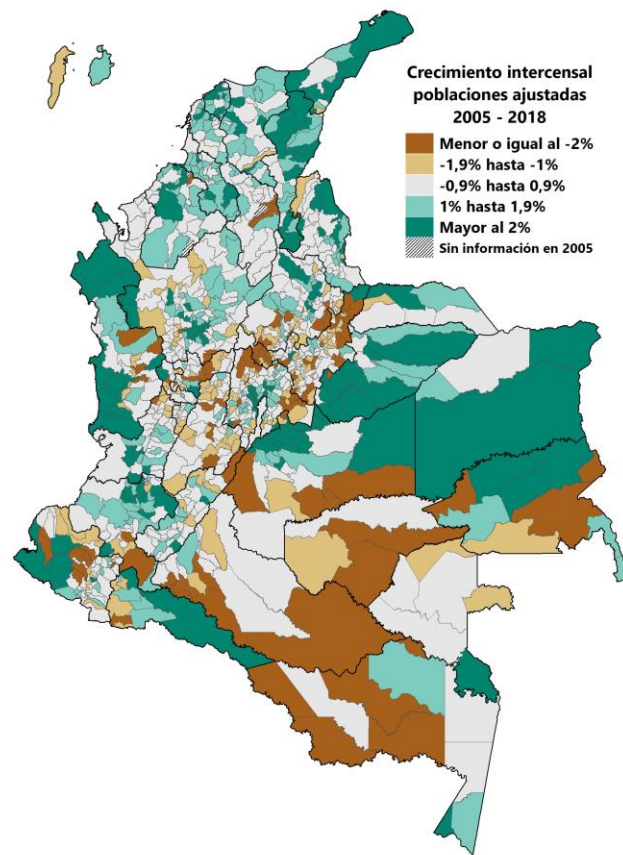 Crecimiento intercensal
poblaciones ajustadas
2005 - 2018
Menor o igual al -2%
-1,9% hasta -1%
-0,9% hasta 0,9%
1% hasta 1,9%
Mayor al 2%
Sin información en 2005